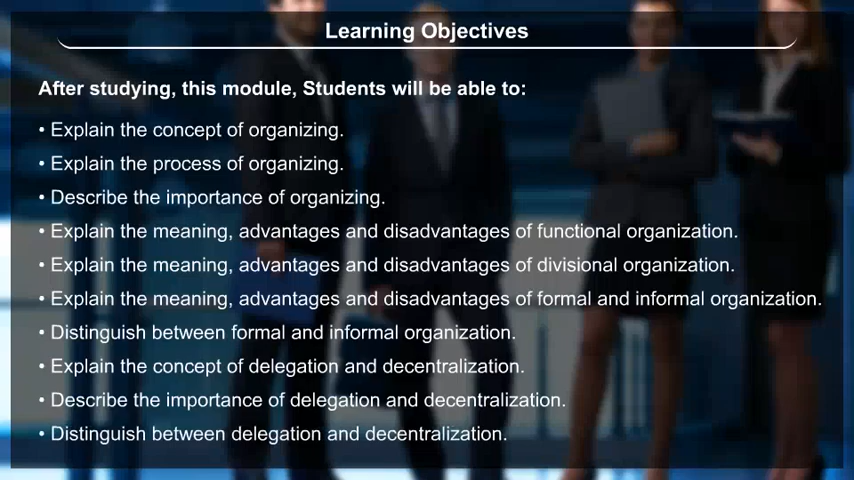 Learning Objectives
After studying, this module, Students will be able to:
• Explain the concept of organizing.
• Explain the process of organizing.
• Describe the importance of organizing.
• Explain the meaning, advantages and disadvantages of functional organization.
• Explain the meaning, advantages and disadvantages of divisional organization.
• Explain the meaning, advantages and disadvantages of formal and informal organization.
• Distinguish between formal and informal organization.
• Explain the concept of delegation and decentralization.
• Describe the importance of delegation and decentralization.
• Distinguish between delegation and decentralization.